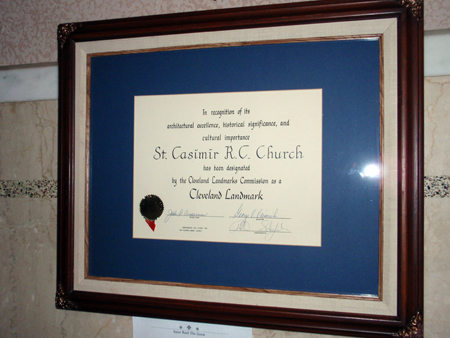 In recognition of its
architectural excellence, historical significance, and
cultural importance
St. Casimir R.C. Church
has been designated
by the Cleveland Landmarks Commission as a
Cleveland Landmark